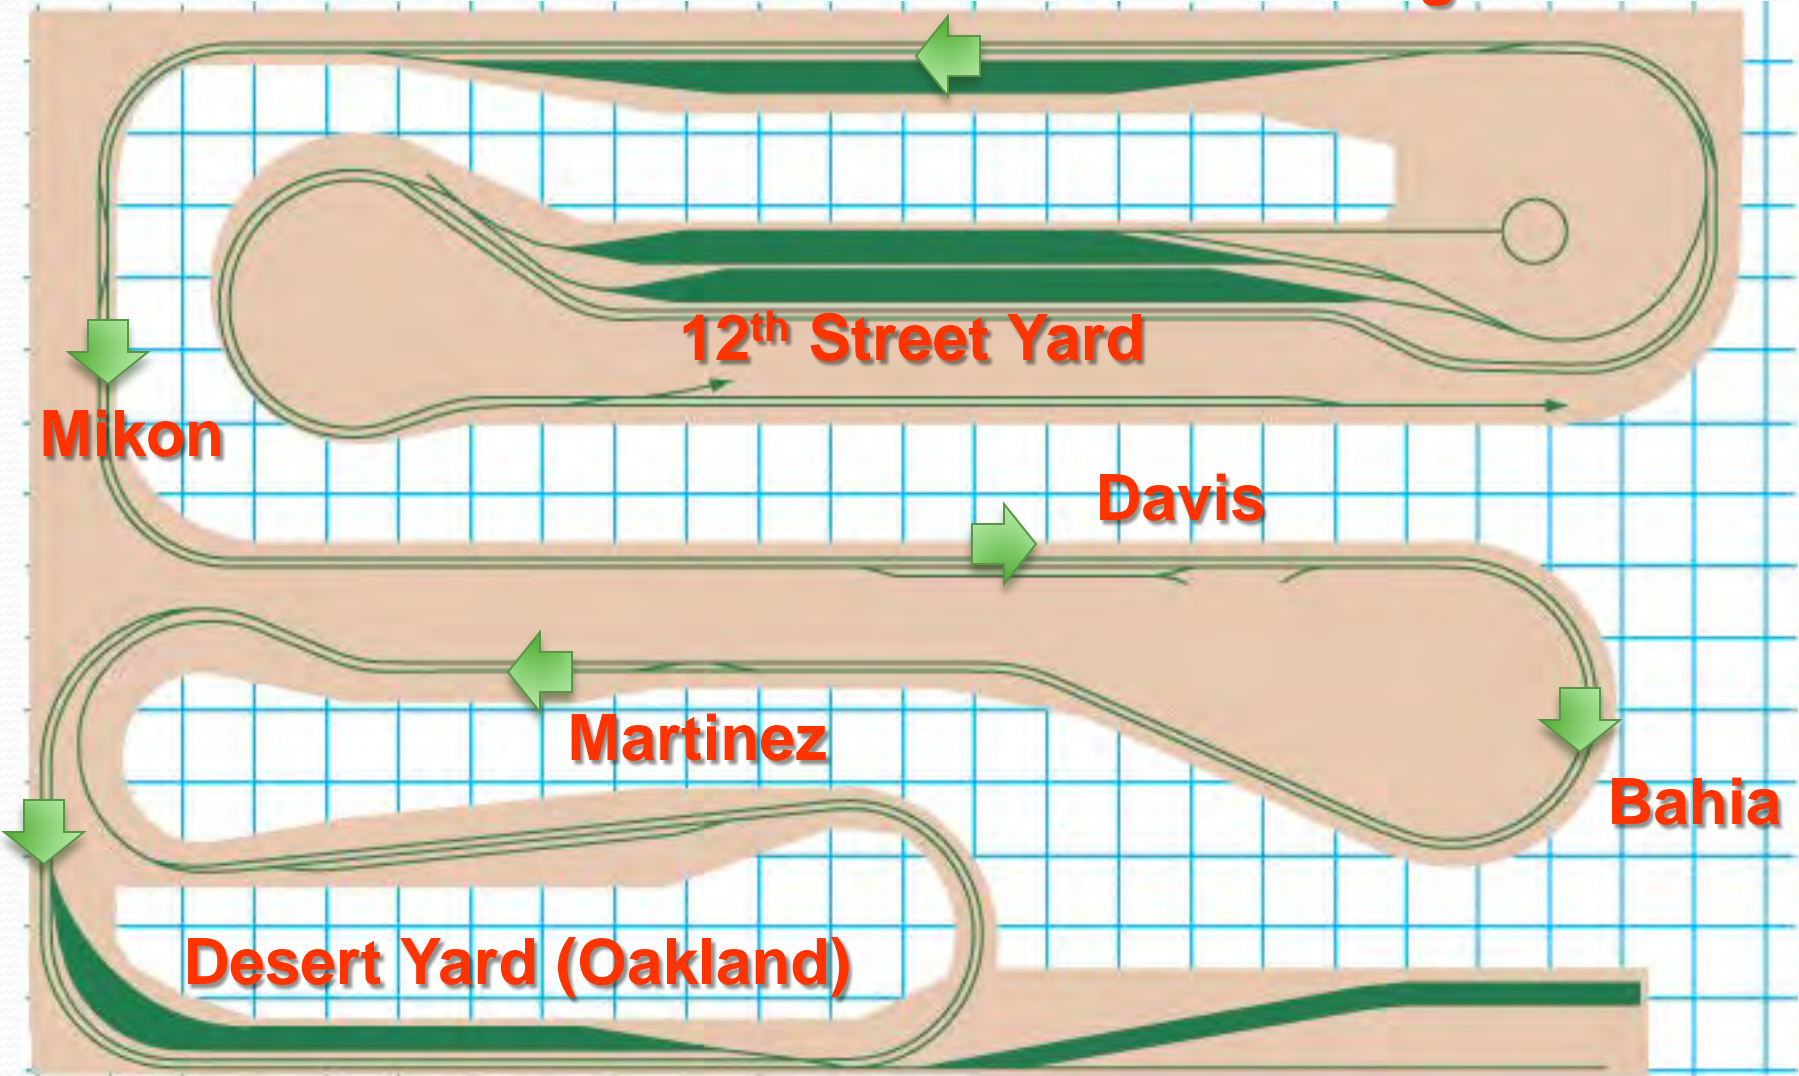 12th Street Yard
Mikon
Davis
Martinez
Bahia
Desert Yard (Oakland)